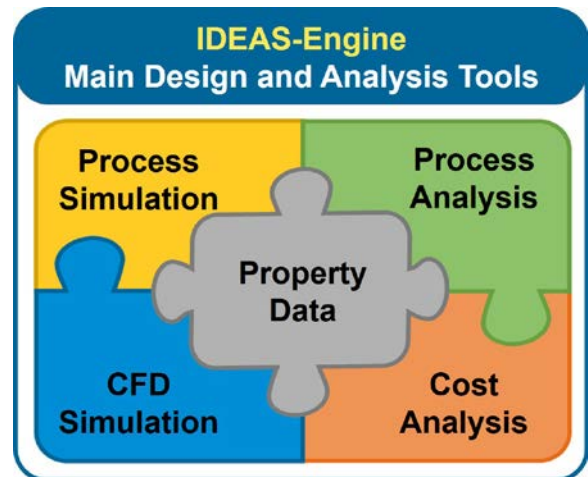 IDEAS-Engine
Main Design and Analysis Tools
Process
Simulation
Process
Analysis
Property
Data
CFD
Simulation
Cost
Analysis